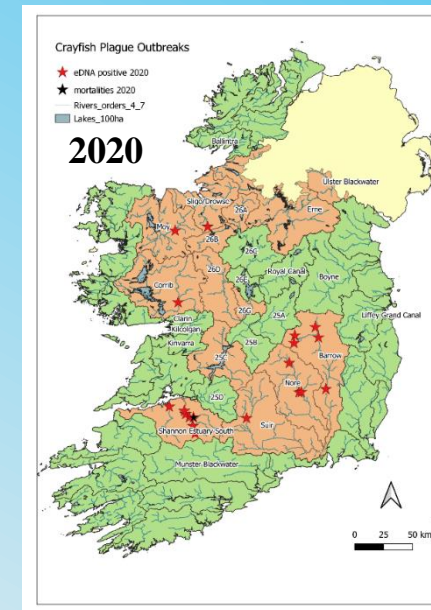 Crayfish Plague Outbreaks
eDNA positive 2020
mortalities 2020
Rivers_orders_4_7
Lakes_100ha
2020
Ballintra
Ulster Blackwater
Sligo/Drowse
26A
Erne
Moy
26B
26C
26D
Royal Canal
Boyne
26E
Corrib
26G
Liffey Grand Canal
Clarin
25A
Kilcolgan
Kinvarra
25B
25C
Barrow
Nore
25D
Suir
Shannon Estuary South
Munster Blackwater
0 25 50 km